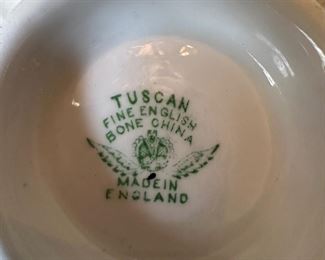 TUSCAN
FINE ENGLISH
BONE CHINA
MADE IN
ENGLAND